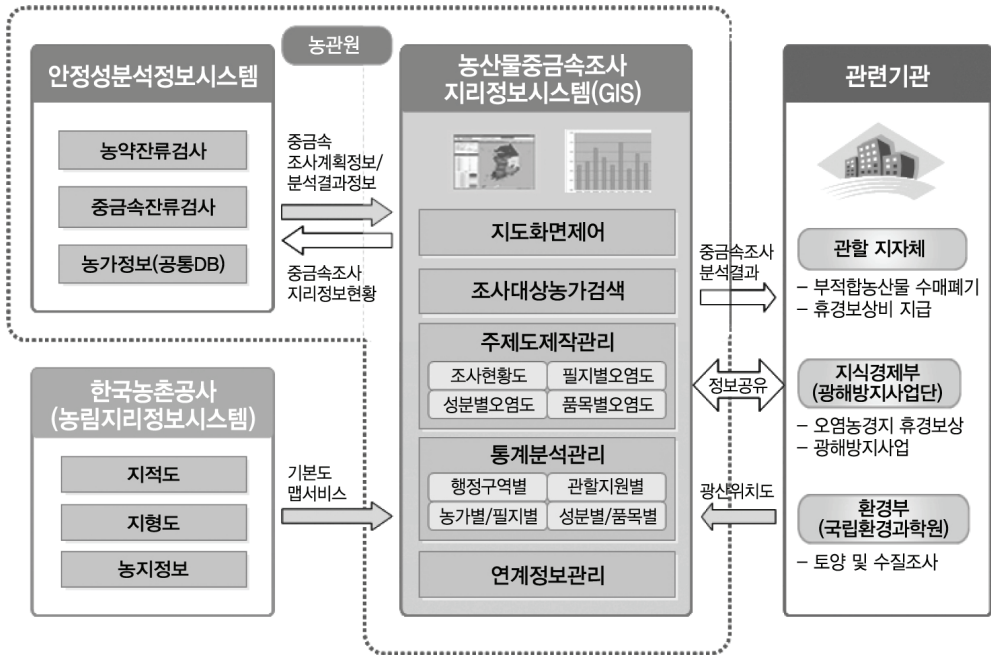 농관원
안정성분석정보시스템
농약잔류검사
중금속잔류검사
농가정보(공통DB)
중금속
조사계획정보/
분석결과정보
중금속조사
지리정보현황
한국농촌공사
(농림지리정보시스템)
지적도
지형도
농지정보
기본도
맵서비스
농산물중금속조사
지리정보시스템(GIS)
지도화면제어
조사대상농가검색
주제도제작관리
조사현황도
필지별오염도
성분별오염도
품목별오염도
통계분석관리
행정구역별
관할지원별
농가별/필지별
성분별/품목별
연계정보관리
중금속조사
분석결과
정보공유
광산위치도
관련기관
관할 지자체
– 부적합농산물 수매폐기
– 휴경보상비 지급
지식경제부
(광해방지사업단)
– 오염농경지 휴경보상
– 광해방지사업
환경부
(국립환경과학원)
– 토양 및 수질조사